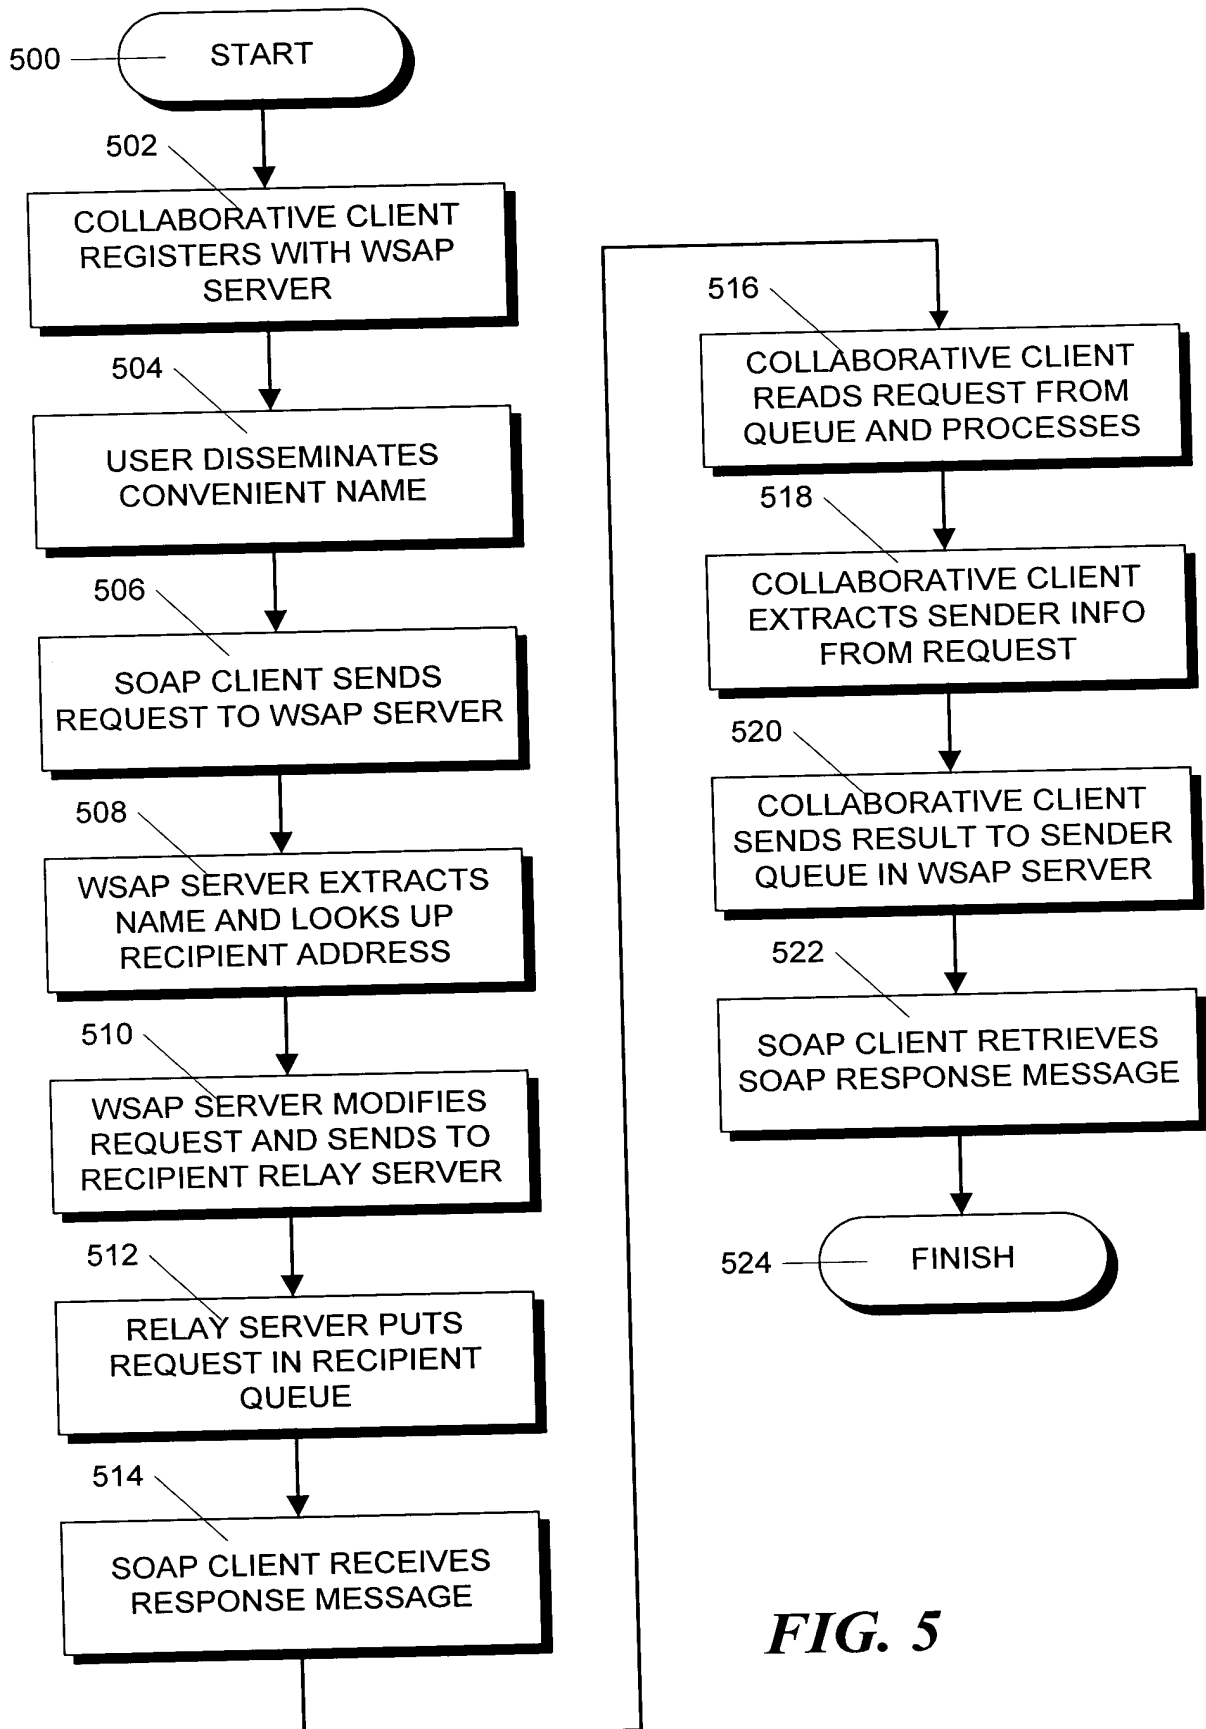 500
START
502
COLLABORATIVE CLIENT
REGISTERS WITH WSAP
SERVER
504
USER DISSEMINATES
CONVENIENT NAME
506
SOAP CLIENT SENDS
REQUEST TO WSAP SERVER
508
WSAP SERVER EXTRACTS
NAME AND LOOKS UP
RECIPIENT ADDRESS
510
WSAP SERVER MODIFIES
REQUEST AND SENDS TO
RECIPIENT RELAY SERVER
512
RELAY SERVER PUTS
REQUEST IN RECIPIENT
QUEUE
514
SOAP CLIENT RECEIVES
RESPONSE MESSAGE
516
COLLABORATIVE CLIENT
READS REQUEST FROM
QUEUE AND PROCESSES
518
COLLABORATIVE CLIENT
EXTRACTS SENDER INFO
FROM REQUEST
520
COLLABORATIVE CLIENT
SENDS RESULT TO SENDER
QUEUE IN WSAP SERVER
522
SOAP CLIENT RETRIEVES
SOAP RESPONSE MESSAGE
524
FINISH
FIG. 5